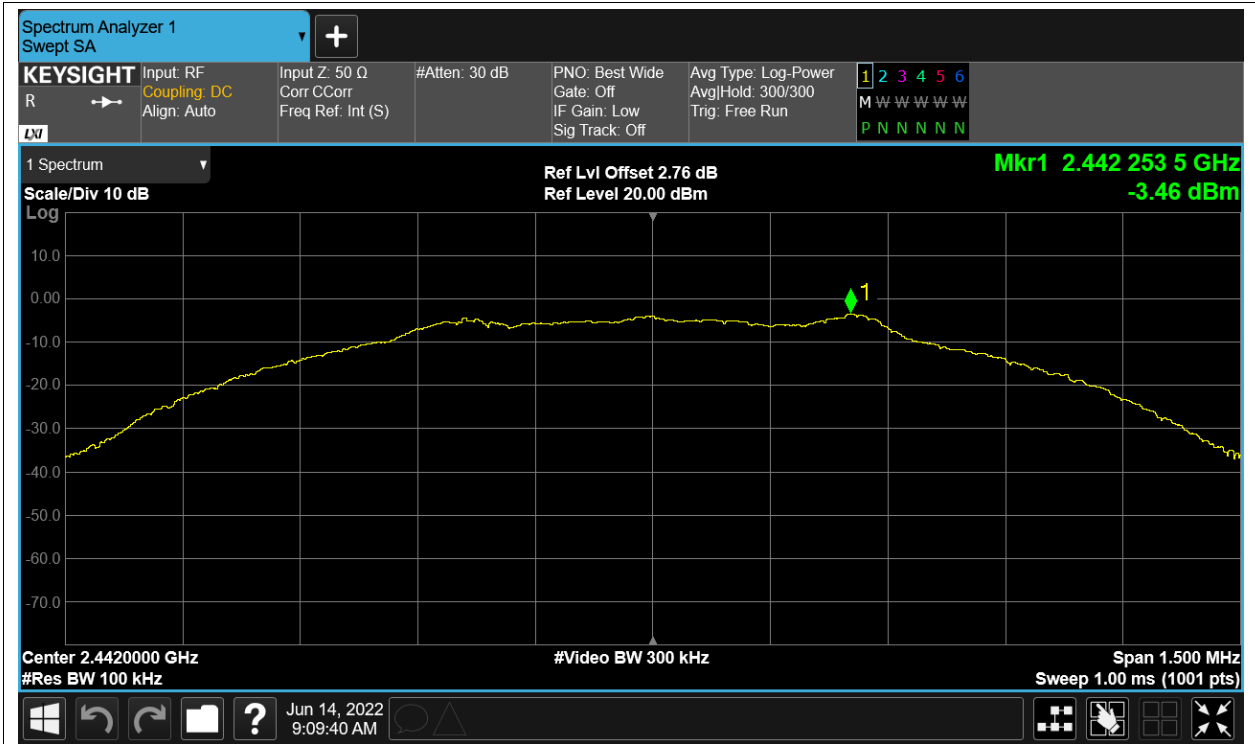 Spectrum Analyzer 1
Swept SA
KEYSIGHT
R
LXI
Input: RF
Coupling: DC
Align: Auto
Input Z: 50 Ω
Corr CCorr
Freq Ref: Int (S)
#Atten: 30 dB
PNO: Best Wide
Gate: Off
IF Gain: Low
Sig Track: Off
Avg Type: Log-Power
Avg|Hold: 300/300
Trig: Free Run
1 2 3 4 5 6
M W W W W W
P N N N N N
1 Spectrum
Scale/Div 10 dB
Log
Ref Lvl Offset 2.76 dB
Ref Level 20.00 dBm
Mkr1 2.442 253 5 GHz
-3.46 dBm
10.0
0.00
-10.0
-20.0
-30.0
-40.0
-50.0
-60.0
-70.0
1
Center 2.4420000 GHz
#Res BW 100 kHz
#Video BW 300 kHz
Span 1.500 MHz
Sweep 1.00 ms (1001 pts)
?
Jun 14, 2022
9:09:40 AM